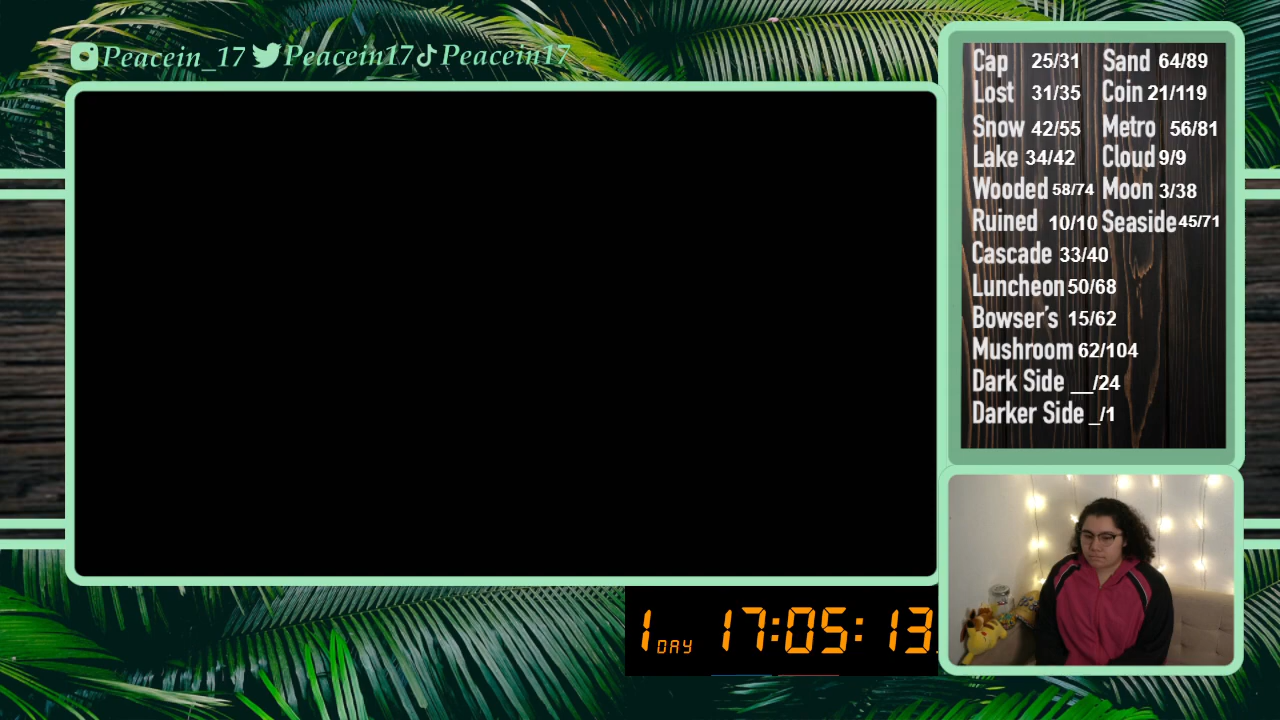 Peacein_17 Peacein17 Peacein17
Cap 25/31 Sand 64/89
Lost 31/35 Coin 21/119
Snow 42/55 Metro 56/81
Lake 34/42 Cloud 9/9
Wooded 58/74 Moon 3/38
Ruined 10/10 Seaside 45/71
Cascade 33/40
Luncheon 50/68
Bowser's 15/62
Mushroom 62/104
Dark Side __/24
Darker Side _/1
1 DAY 17:05:13